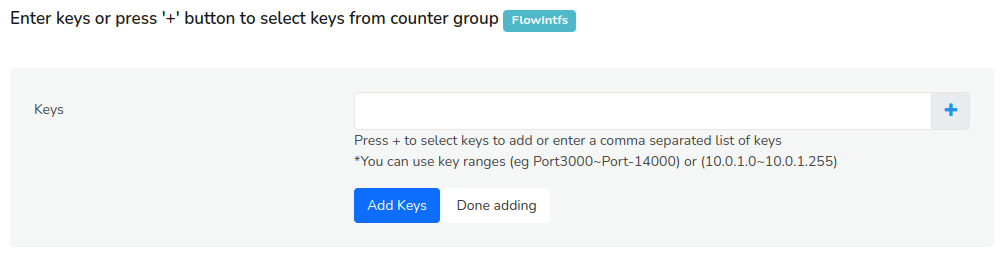 Enter keys or press '+' button to select keys from counter group FlowIntfs
Keys
+
Press + to select keys to add or enter a comma separated list of keys
*You can use key ranges (eg Port3000~Port-14000) or (10.0.1.0~10.0.1.255)
Add Keys Done adding